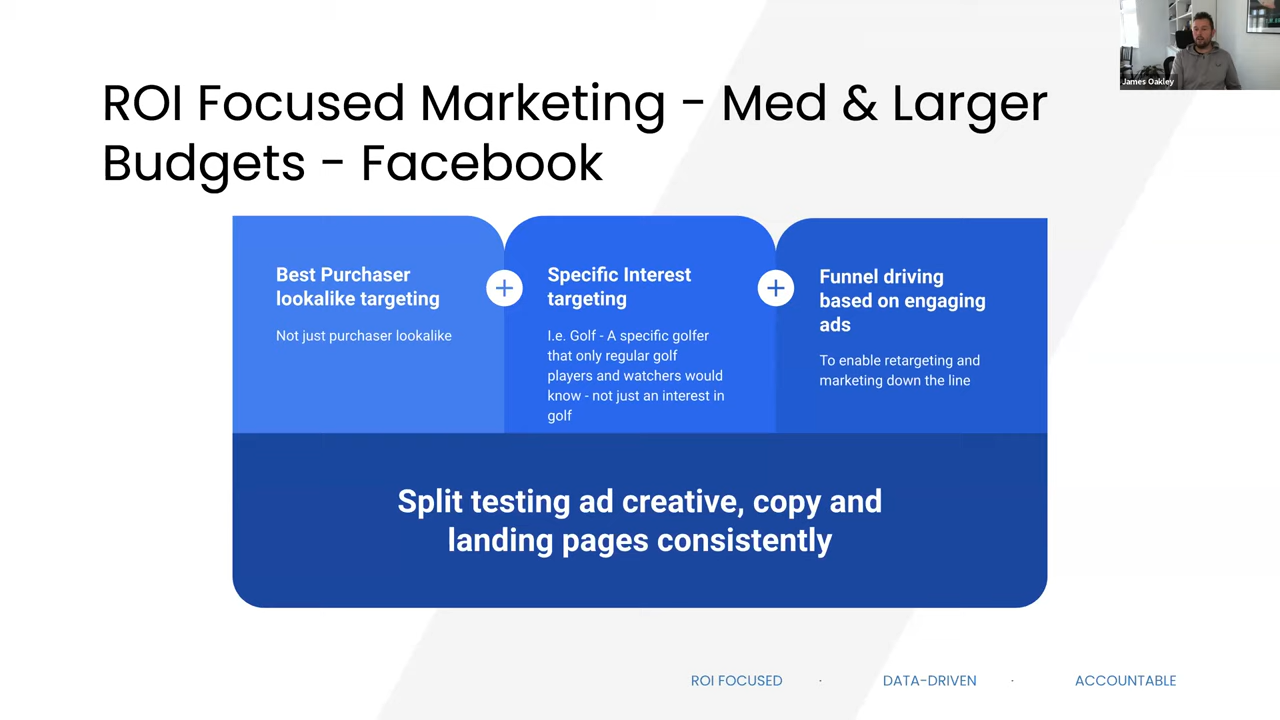 James Oakley
ROI Focused Marketing - Med & Larger
Budgets - Facebook
Best Purchaser
lookalike targeting
Not just purchaser lookalike
Specific Interest
targeting
I.e. Golf - A specific golfer
that only regular golf
players and watchers would
know - not just an interest in
golf
Funnel driving
based on engaging
ads
To enable retargeting and
marketing down the line
Split testing ad creative, copy and
landing pages consistently
ROI FOCUSED · DATA-DRIVEN · ACCOUNTABLE